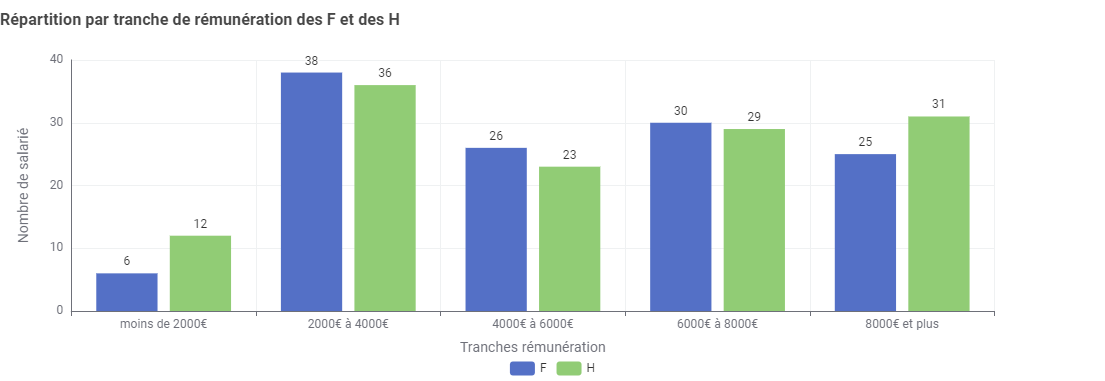 Répartition par tranche de rémunération des F et des H
Nombre de salarié
40
30
20
10
0
6
12
38
36
26
23
30
29
25
31
moins de 2000€
2000€ à 4000€
4000€ à 6000€
6000€ à 8000€
8000€ et plus
Tranches rémunération
F
H